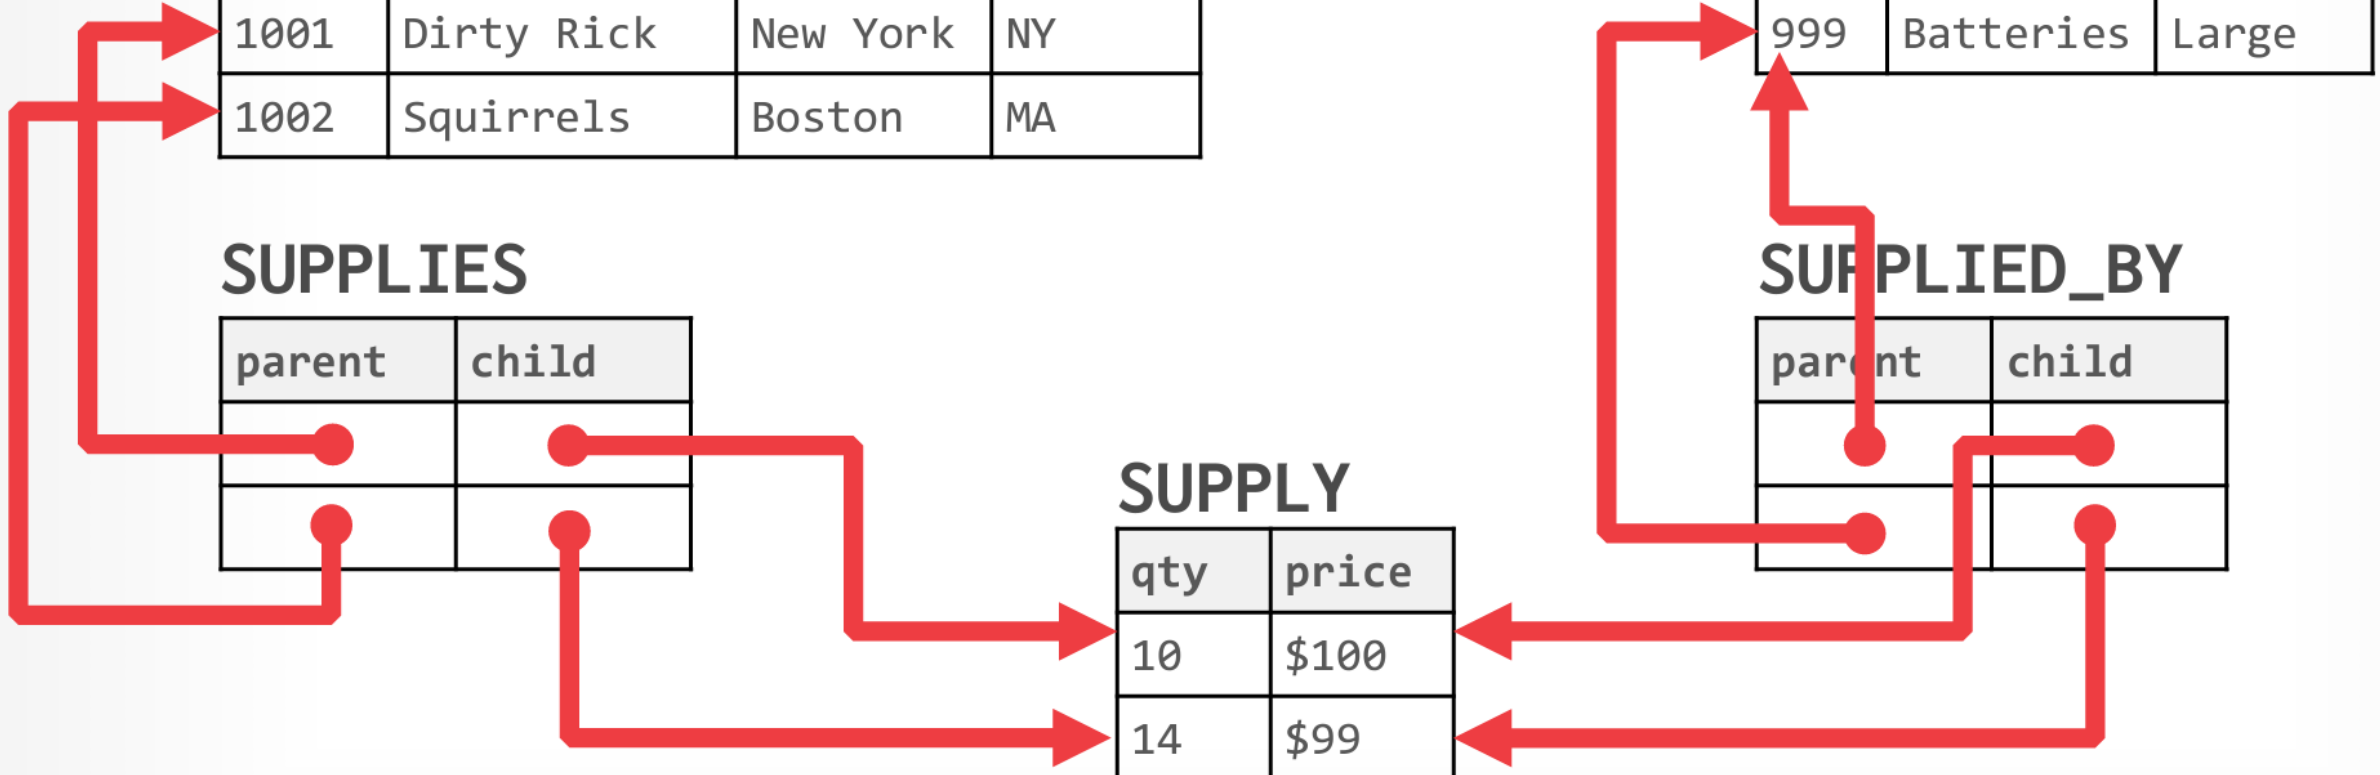 1001 Dirty Rick New York NY
1002 Squirrels Boston MA
999 Batteries Large
SUPPLIES
parent child
SUPPLIED_BY
parent child
SUPPLY
qty price
10 $100
14 $99